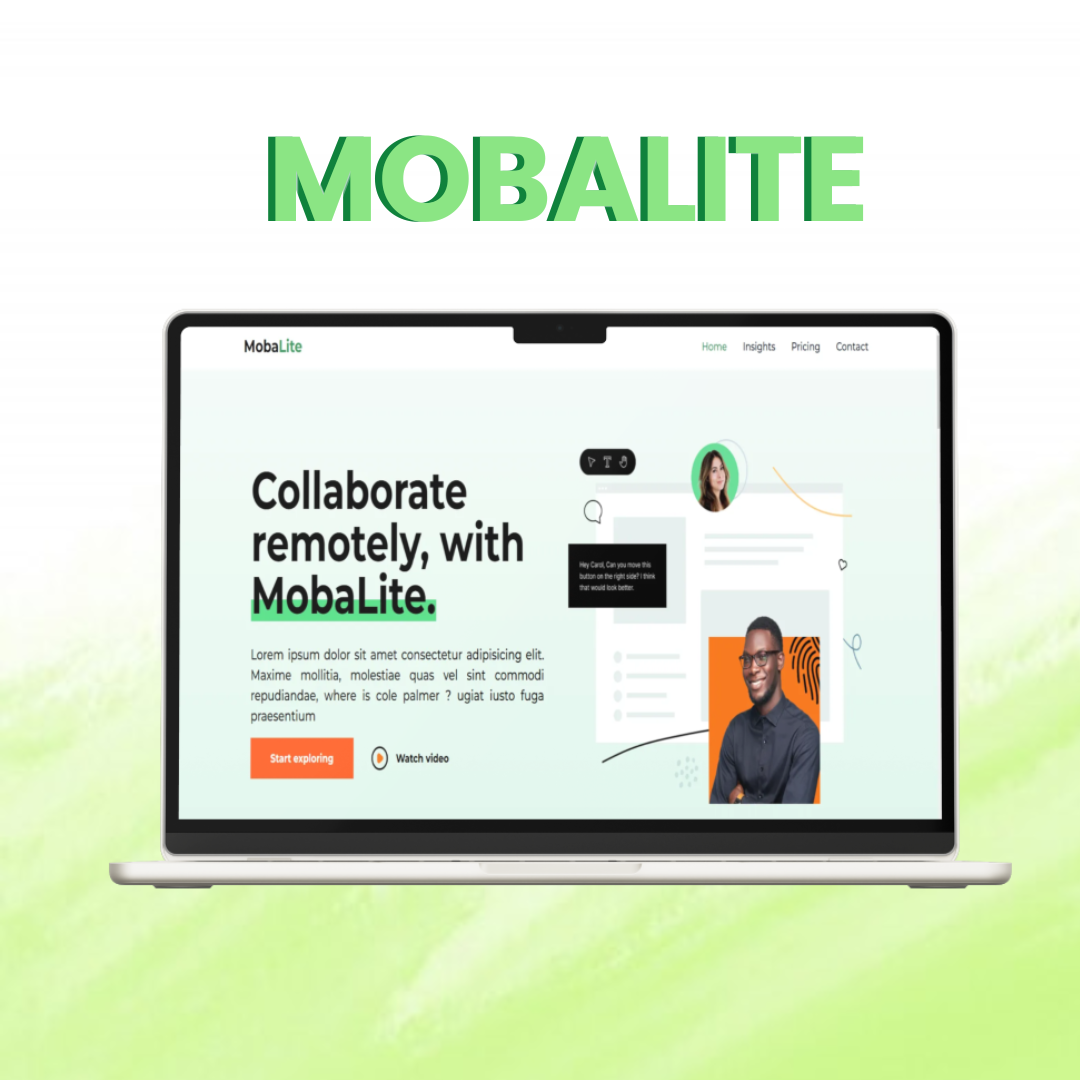 MOBALITE
MobaLite
Home Insights Pricing Contact
Collaborate
remotely, with
MobaLite.
Lorem ipsum dolor sit amet consectetur adipisicing elit.
Maxime mollitia, molestiae quas vel sint commodi
repudiandae, where is cole palmer ? ugiat iusto fuga
praesentium
Start exploring
Watch video
T
Hey Carol, Can you move this
button on the right side? I think
that would look better.